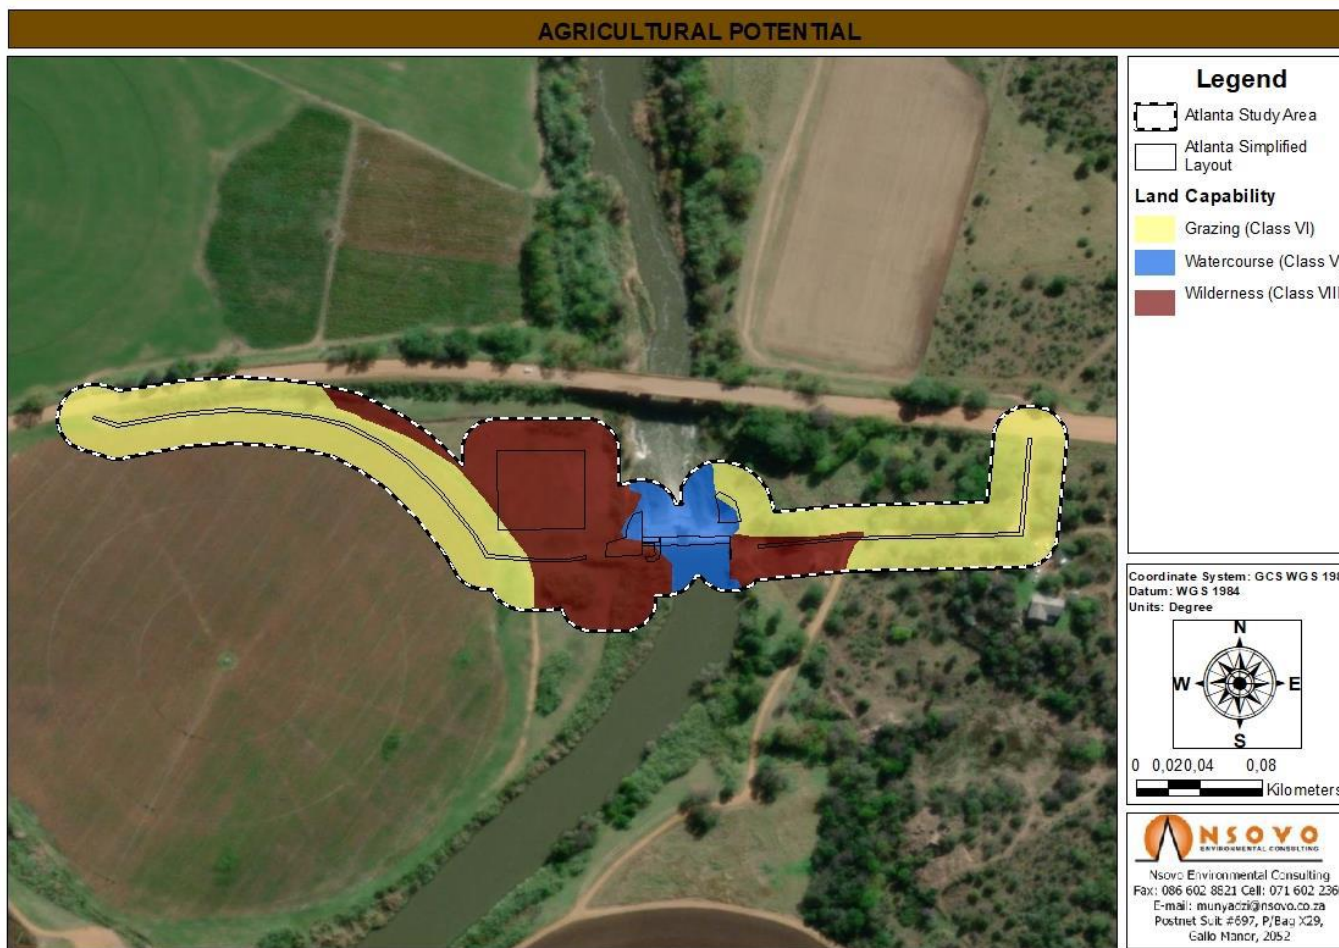 AGRICULTURAL POTENTIAL
Legend
Atlanta Study Area
Atlanta Simplified
Layout
Land Capability
Grazing (Class VI)
Watercourse (Class V
Wilderness (Class VIII
Coordinate System: GCS WGS 198
Datum: WGS 1984
Units: Degree
N
W E
S
0 0,02 0,04 0,08
Kilometers
NSOVO
ENVIRONMENTAL CONSULTING
Nsovo Environmental Consulting
Fax: 086 602 8821 Cell: 071 602 236
E-mail: munyadzi@nsovo.co.za
Postnet Suit #697, P/Bag X29,
Gallo Manor, 2052